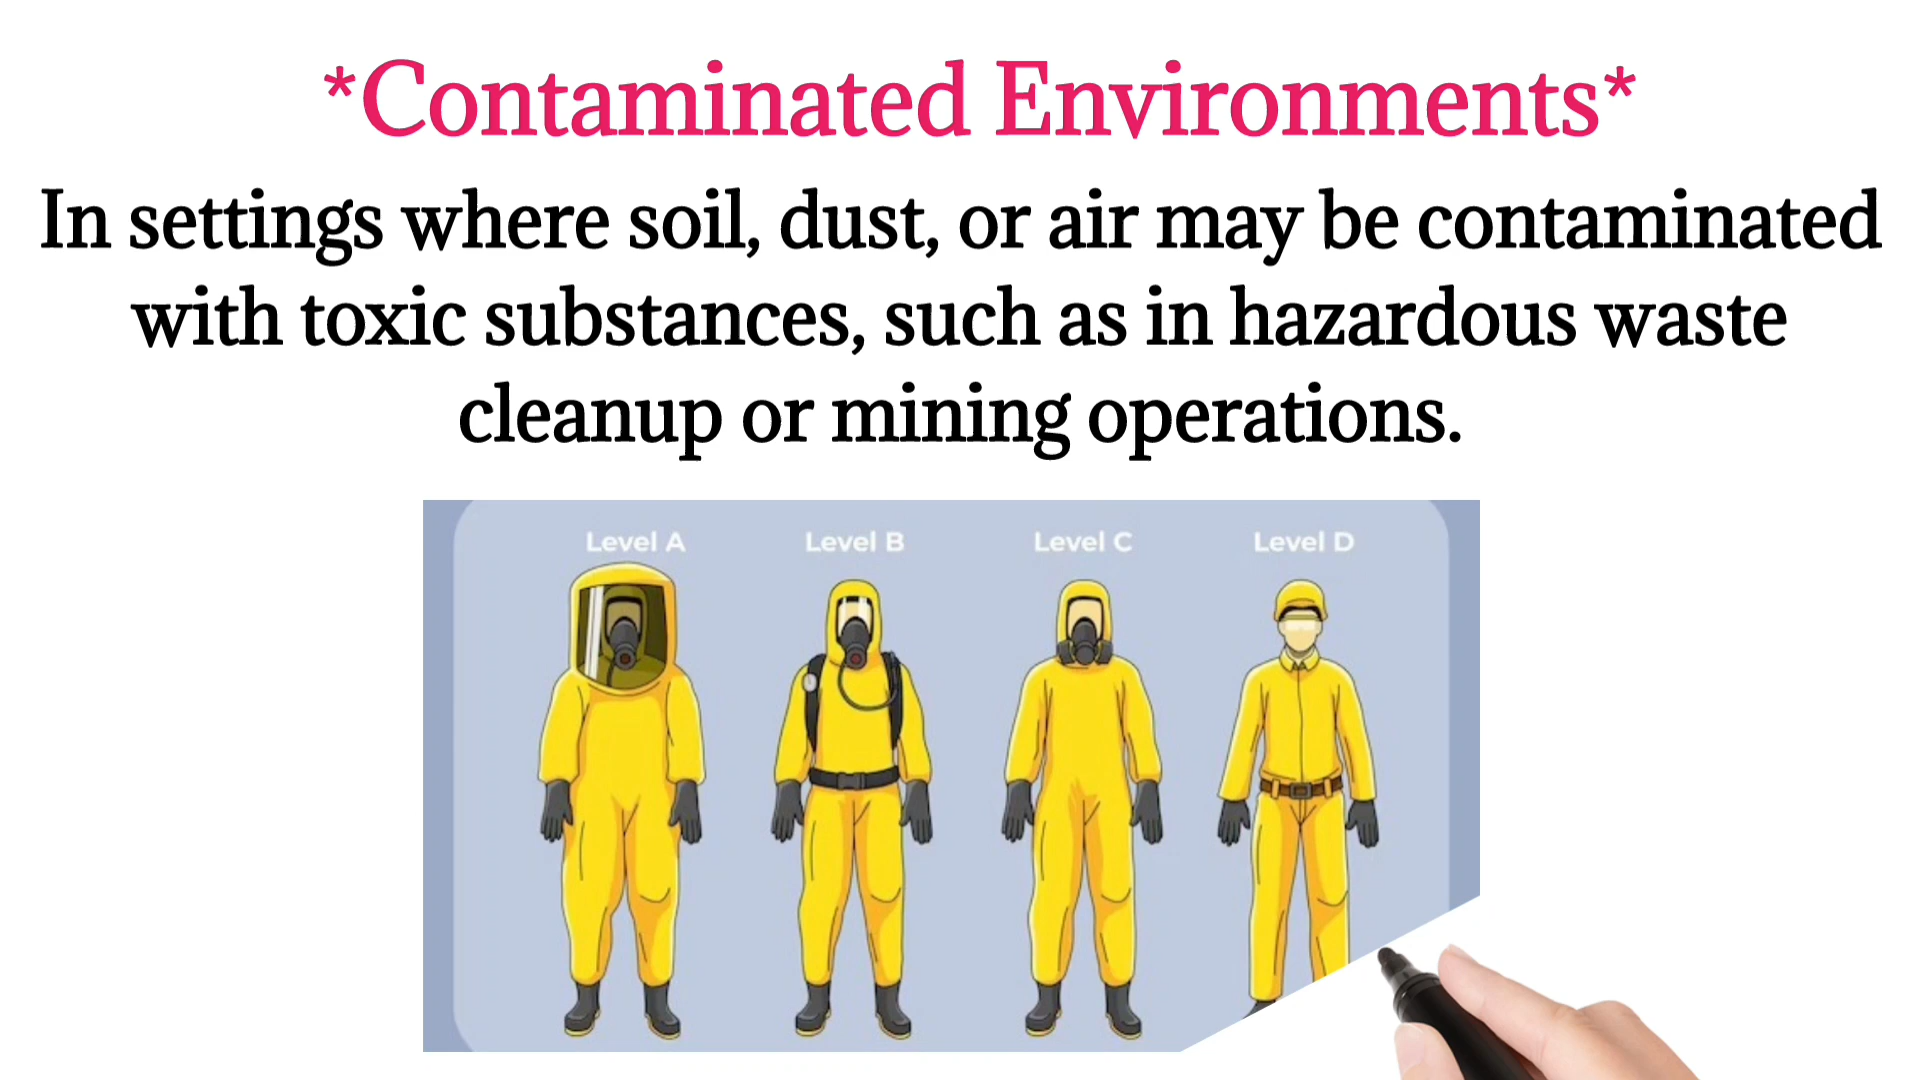 *Contaminated Environments*
In settings where soil, dust, or air may be contaminated
with toxic substances, such as in hazardous waste
cleanup or mining operations.
Level A
Level B
Level C
Level D